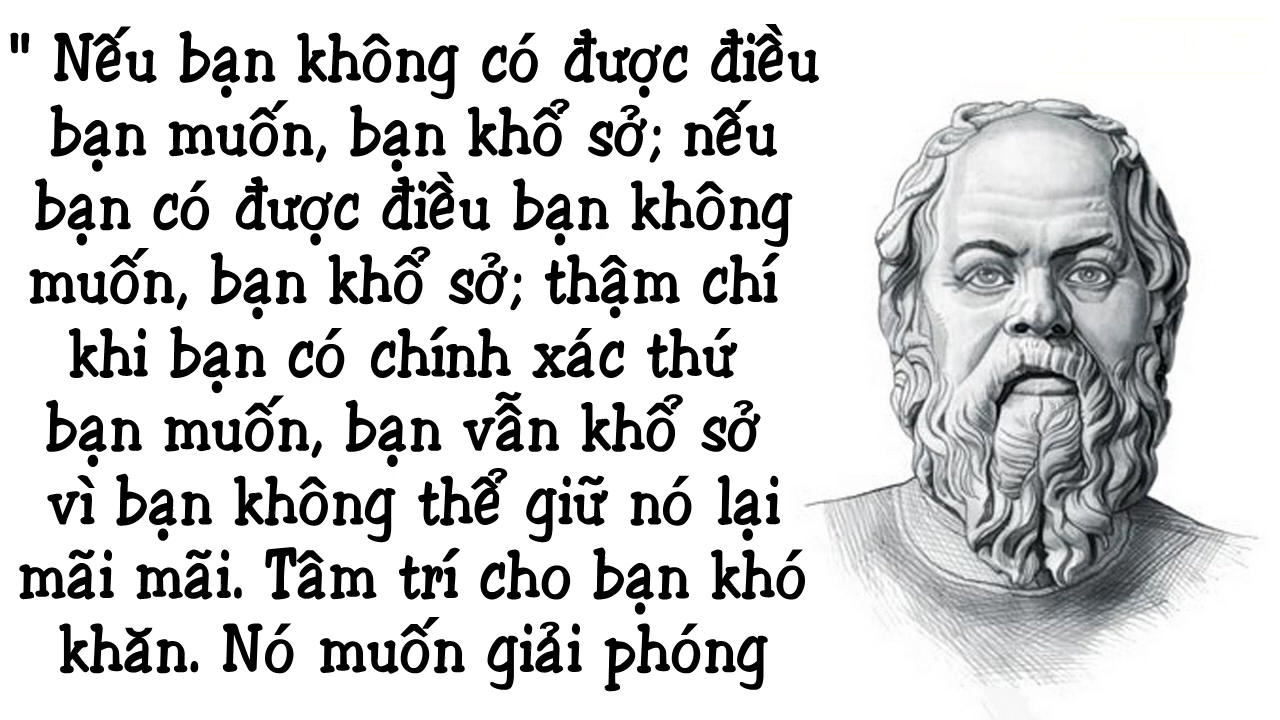 " Nếu bạn không có được điều
bạn muốn, bạn khổ sở; nếu
bạn có được điều bạn không
muốn, bạn khổ sở; thậm chí
khi bạn có chính xác thứ
bạn muốn, bạn vẫn khổ sở
vì bạn không thể giữ nó lại
mãi mãi. Tâm trí cho bạn khó
khăn. Nó muốn giải phóng